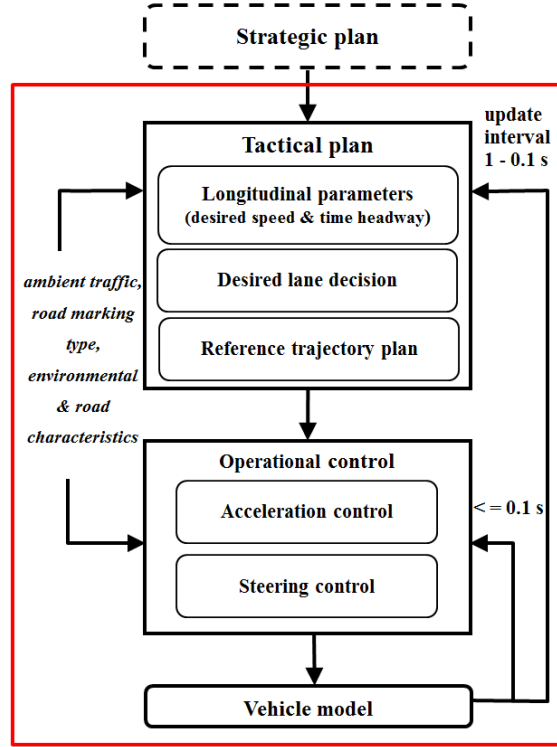 Strategic plan
update
interval
1 - 0.1 s
Tactical plan
Longitudinal parameters
(desired speed & time headway)
Desired lane decision
Reference trajectory plan
ambient traffic,
road marking
type,
environmental
& road
characteristics
Operational control
Acceleration control
Steering control
< = 0.1 s
Vehicle model